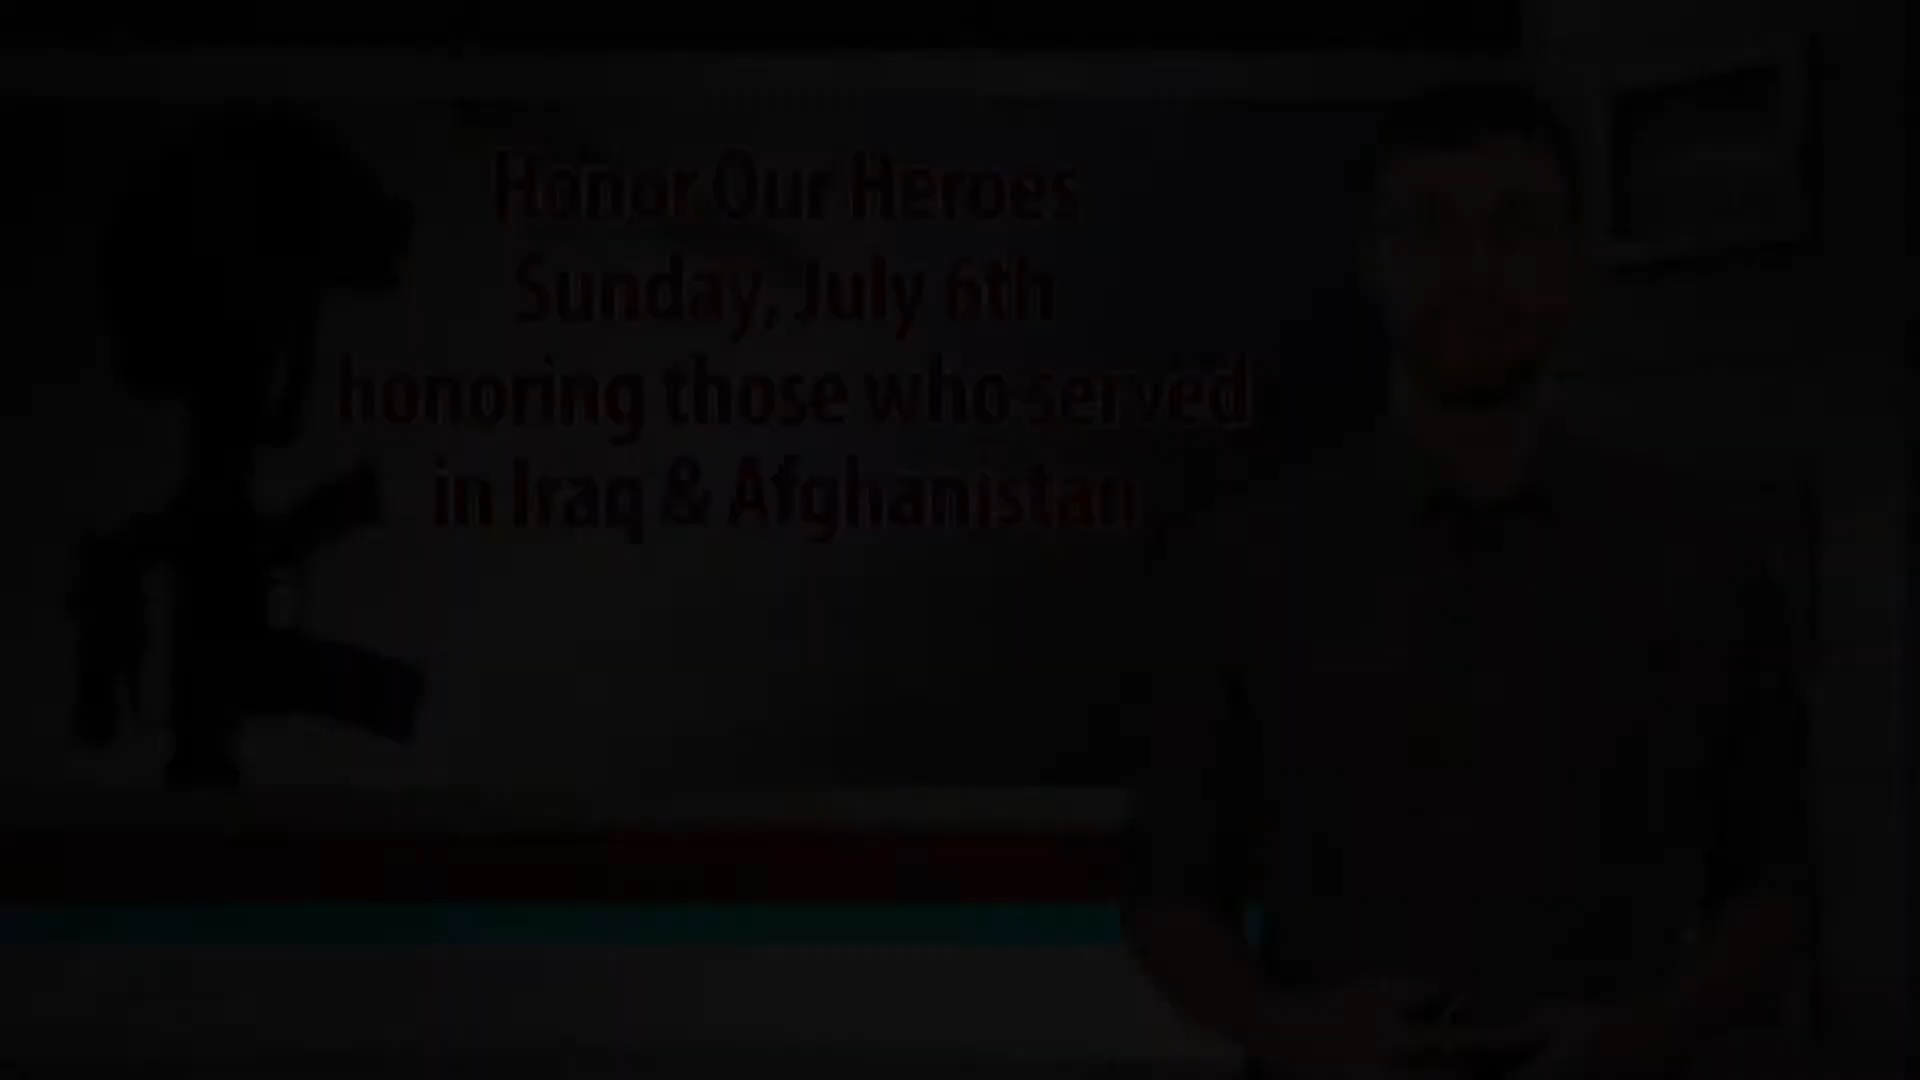 Honor Our Heroes
Sunday, July 6th
honoring those who served
in Iraq & Afghanistan